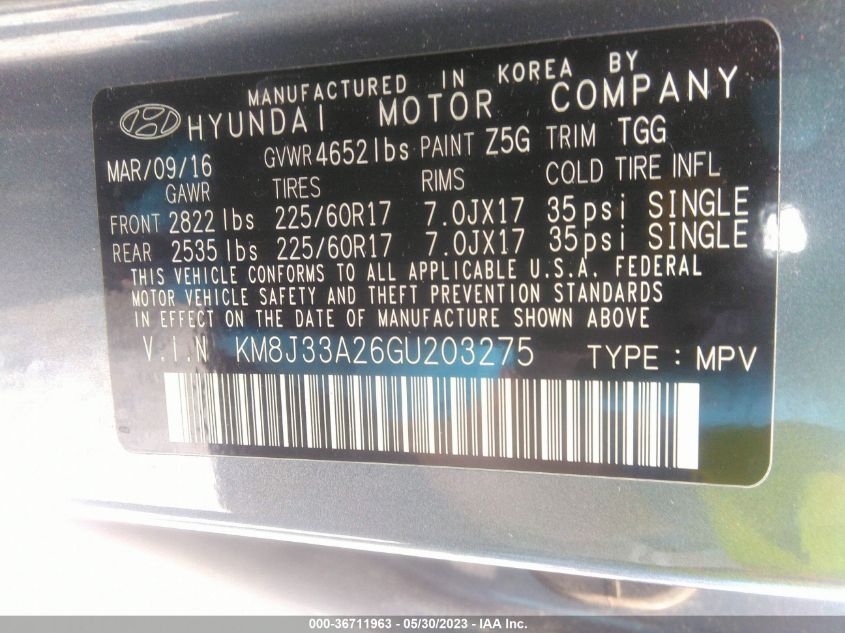 MANUFACTURED IN KOREA BY
HYUNDAI MOTOR COMPANY
MAR/09/16 GVWR 4652lbs PAINT Z5G TRIM TGG
GAWR TIRES RIMS COLD TIRE INFL
FRONT 2822 lbs 225/60R17 7.0JX17 35psi SINGLE
REAR 2535 lbs 225/60R17 7.0JX17 35psi SINGLE
THIS VEHICLE CONFORMS TO ALL APPLICABLE U.S.A. FEDERAL
MOTOR VEHICLE SAFETY AND THEFT PREVENTION STANDARDS
IN EFFECT ON THE DATE OF MANUFACTURE SHOWN ABOVE
V.I.N KM8J33A26GU203275 TYPE : MPV
000-36711963 - 05/30/2023 - IAA Inc.